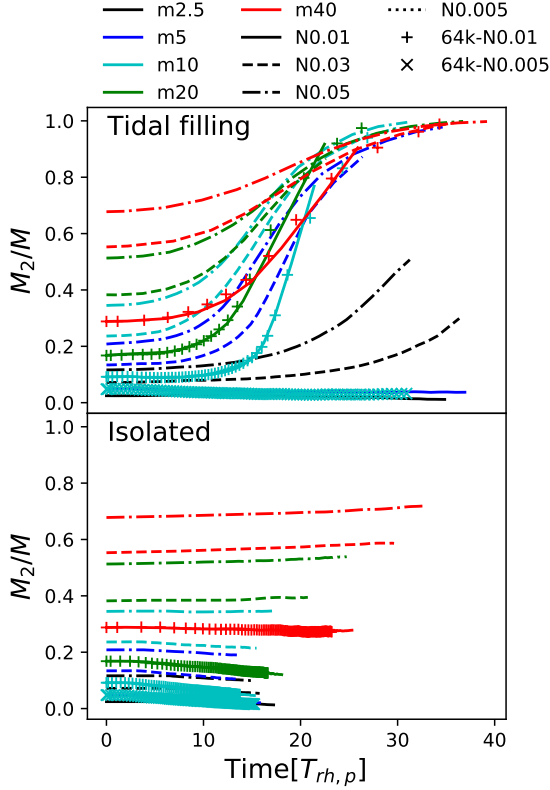 m2.5 m40 N0.005
m5 N0.01 64k-N0.01
m10 N0.03 64k-N0.005
m20 N0.05
Tidal filling
1.0
0.8
0.6
0.4
0.2
0.0
M₂/M
Isolated
1.0
0.8
0.6
0.4
0.2
0.0
M₂/M
0 10 20 30 40
Time[T_{rh, p}]